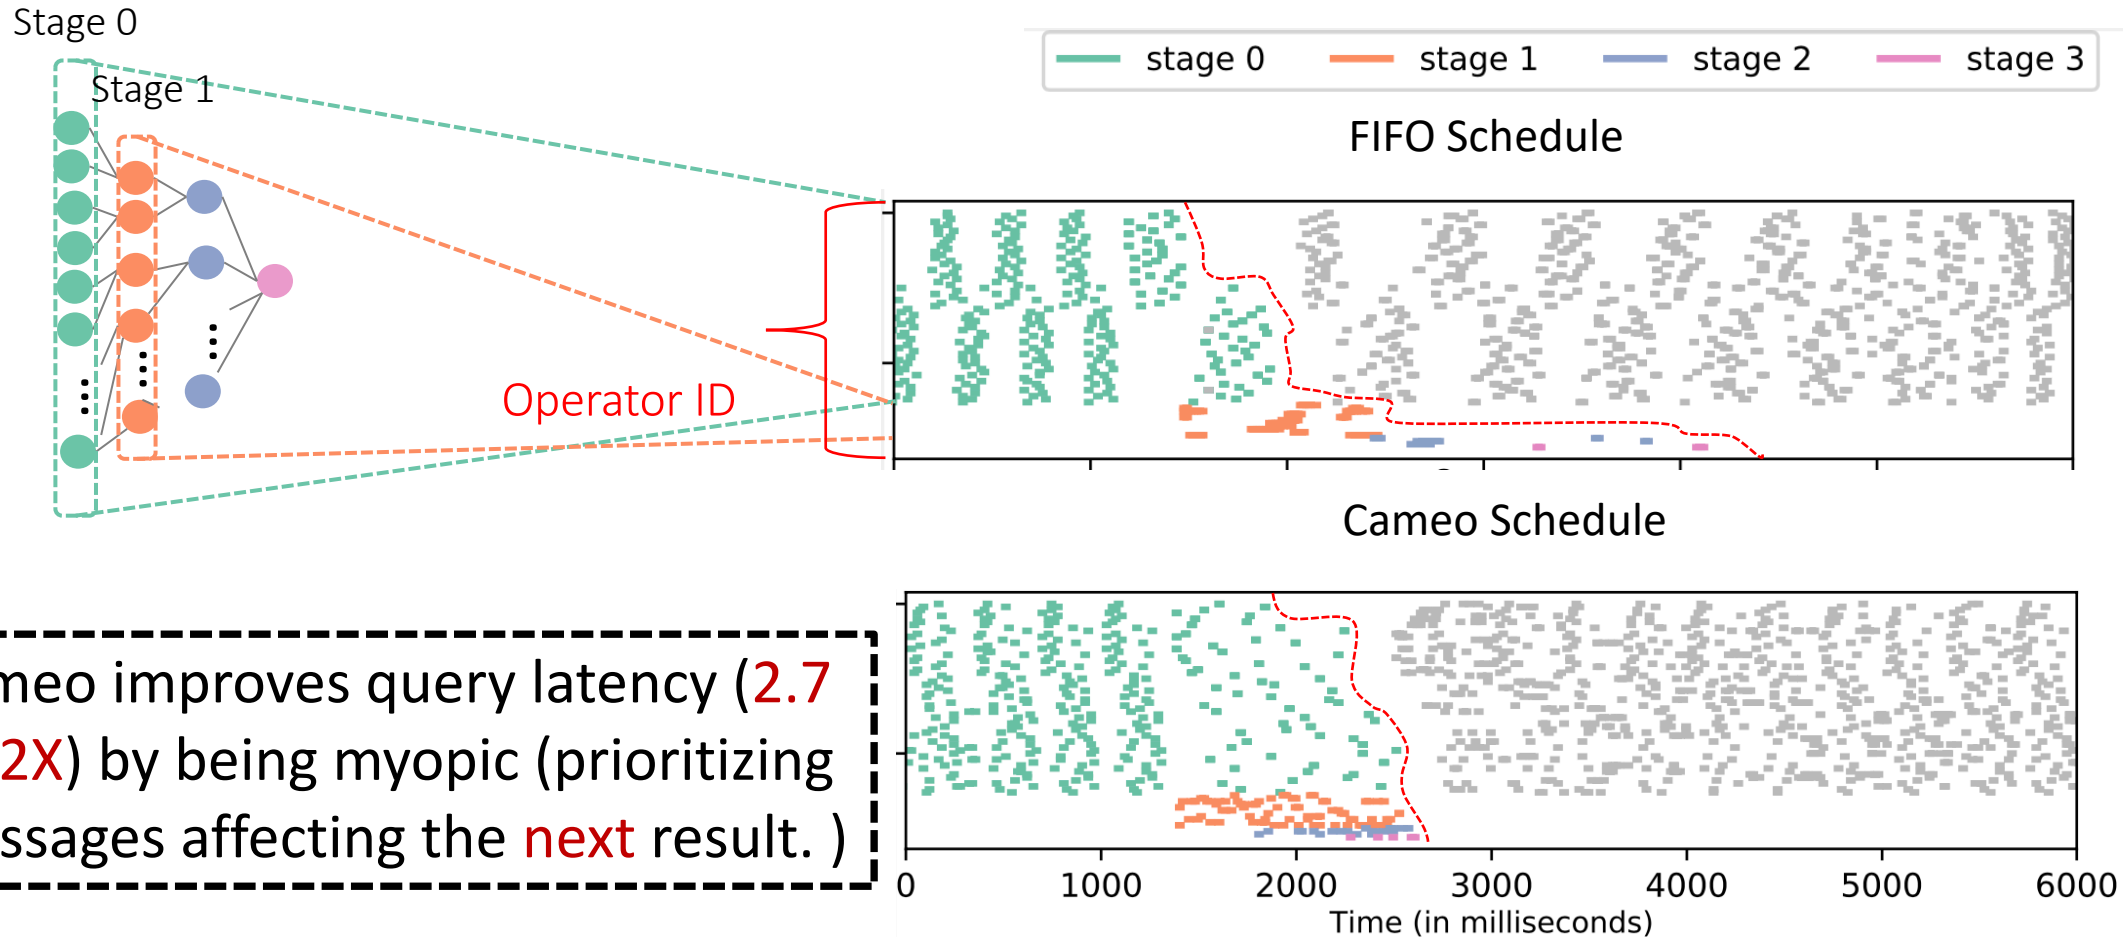 Stage 0
Stage 1
stage 0
stage 1
stage 2
stage 3
FIFO Schedule
Operator ID
Cameo Schedule
meo improves query latency (2.7
2X) by being myopic (prioritizing
ssages affecting the next result. )
0 1000 2000 3000 4000 5000 6000
Time (in milliseconds)